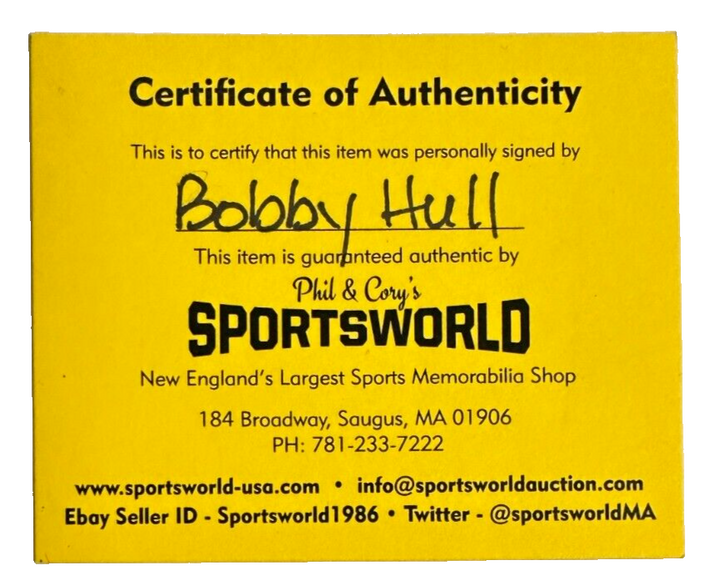 Certificate of Authenticity
This is to certify that this item was personally signed by
Bobby Hull
This item is guaranteed authentic by
Phil & Cory's
SPORTSWORLD
New England's Largest Sports Memorabilia Shop
184 Broadway, Saugus, MA 01906
PH: 781-233-7222
www.sportsworld-usa.com • info@sportsworldauction.com
Ebay Seller ID - Sportsworld1986 • Twitter - @sportsworldMA